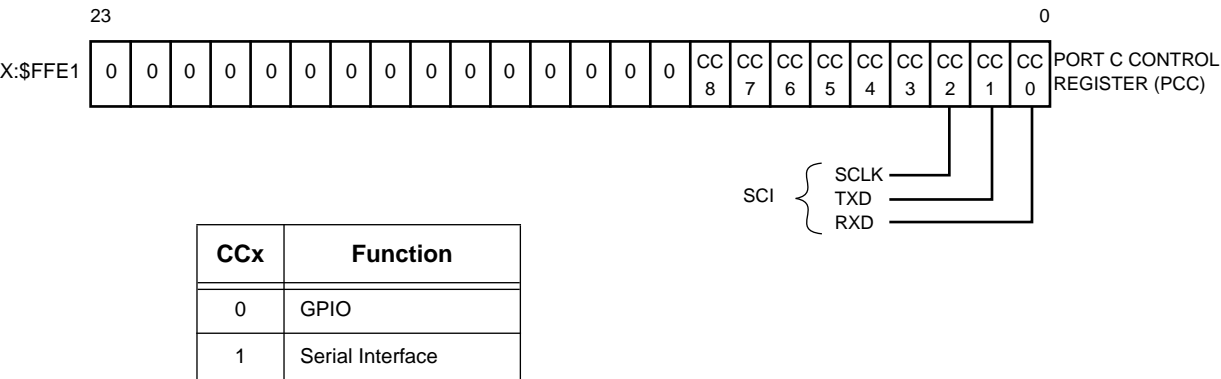 23 0
X:$FFE1 0 0 0 0 0 0 0 0 0 0 0 0 0 0 0 CC 8 CC 7 CC 6 CC 5 CC 4 CC 3 CC 2 CC 1 CC 0 PORT C CONTROL
REGISTER (PCC)
SCI
SCLK
TXD
RXD
CCx Function
0 GPIO
1 Serial Interface